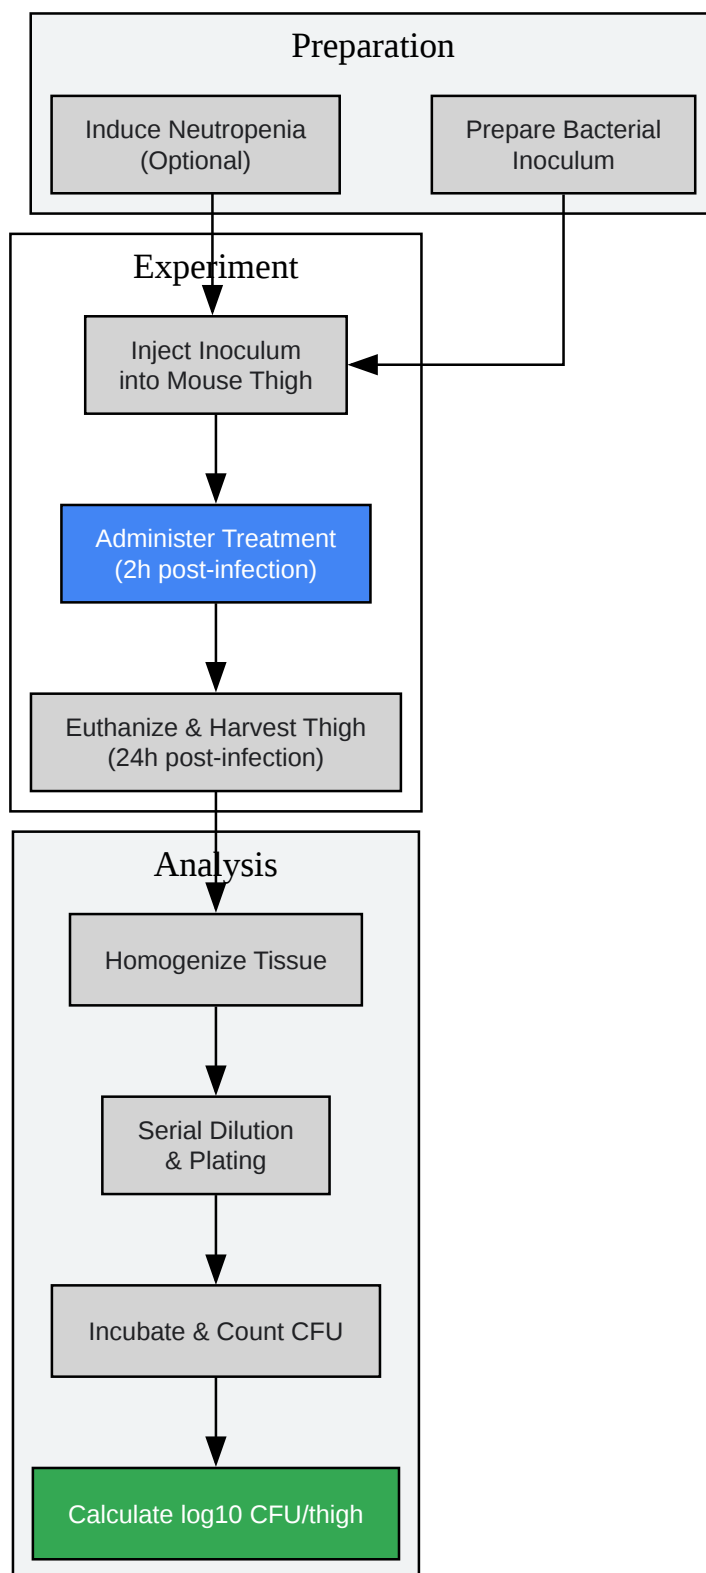 Preparation
Induce Neutropenia
(Optional)
Prepare Bacterial
Inoculum
Experiment
Inject Inoculum
into Mouse Thigh
Administer Treatment
(2h post-infection)
Euthanize & Harvest Thigh
(24h post-infection)
Analysis
Homogenize Tissue
Serial Dilution
& Plating
Incubate & Count CFU
Calculate log10 CFU/thigh